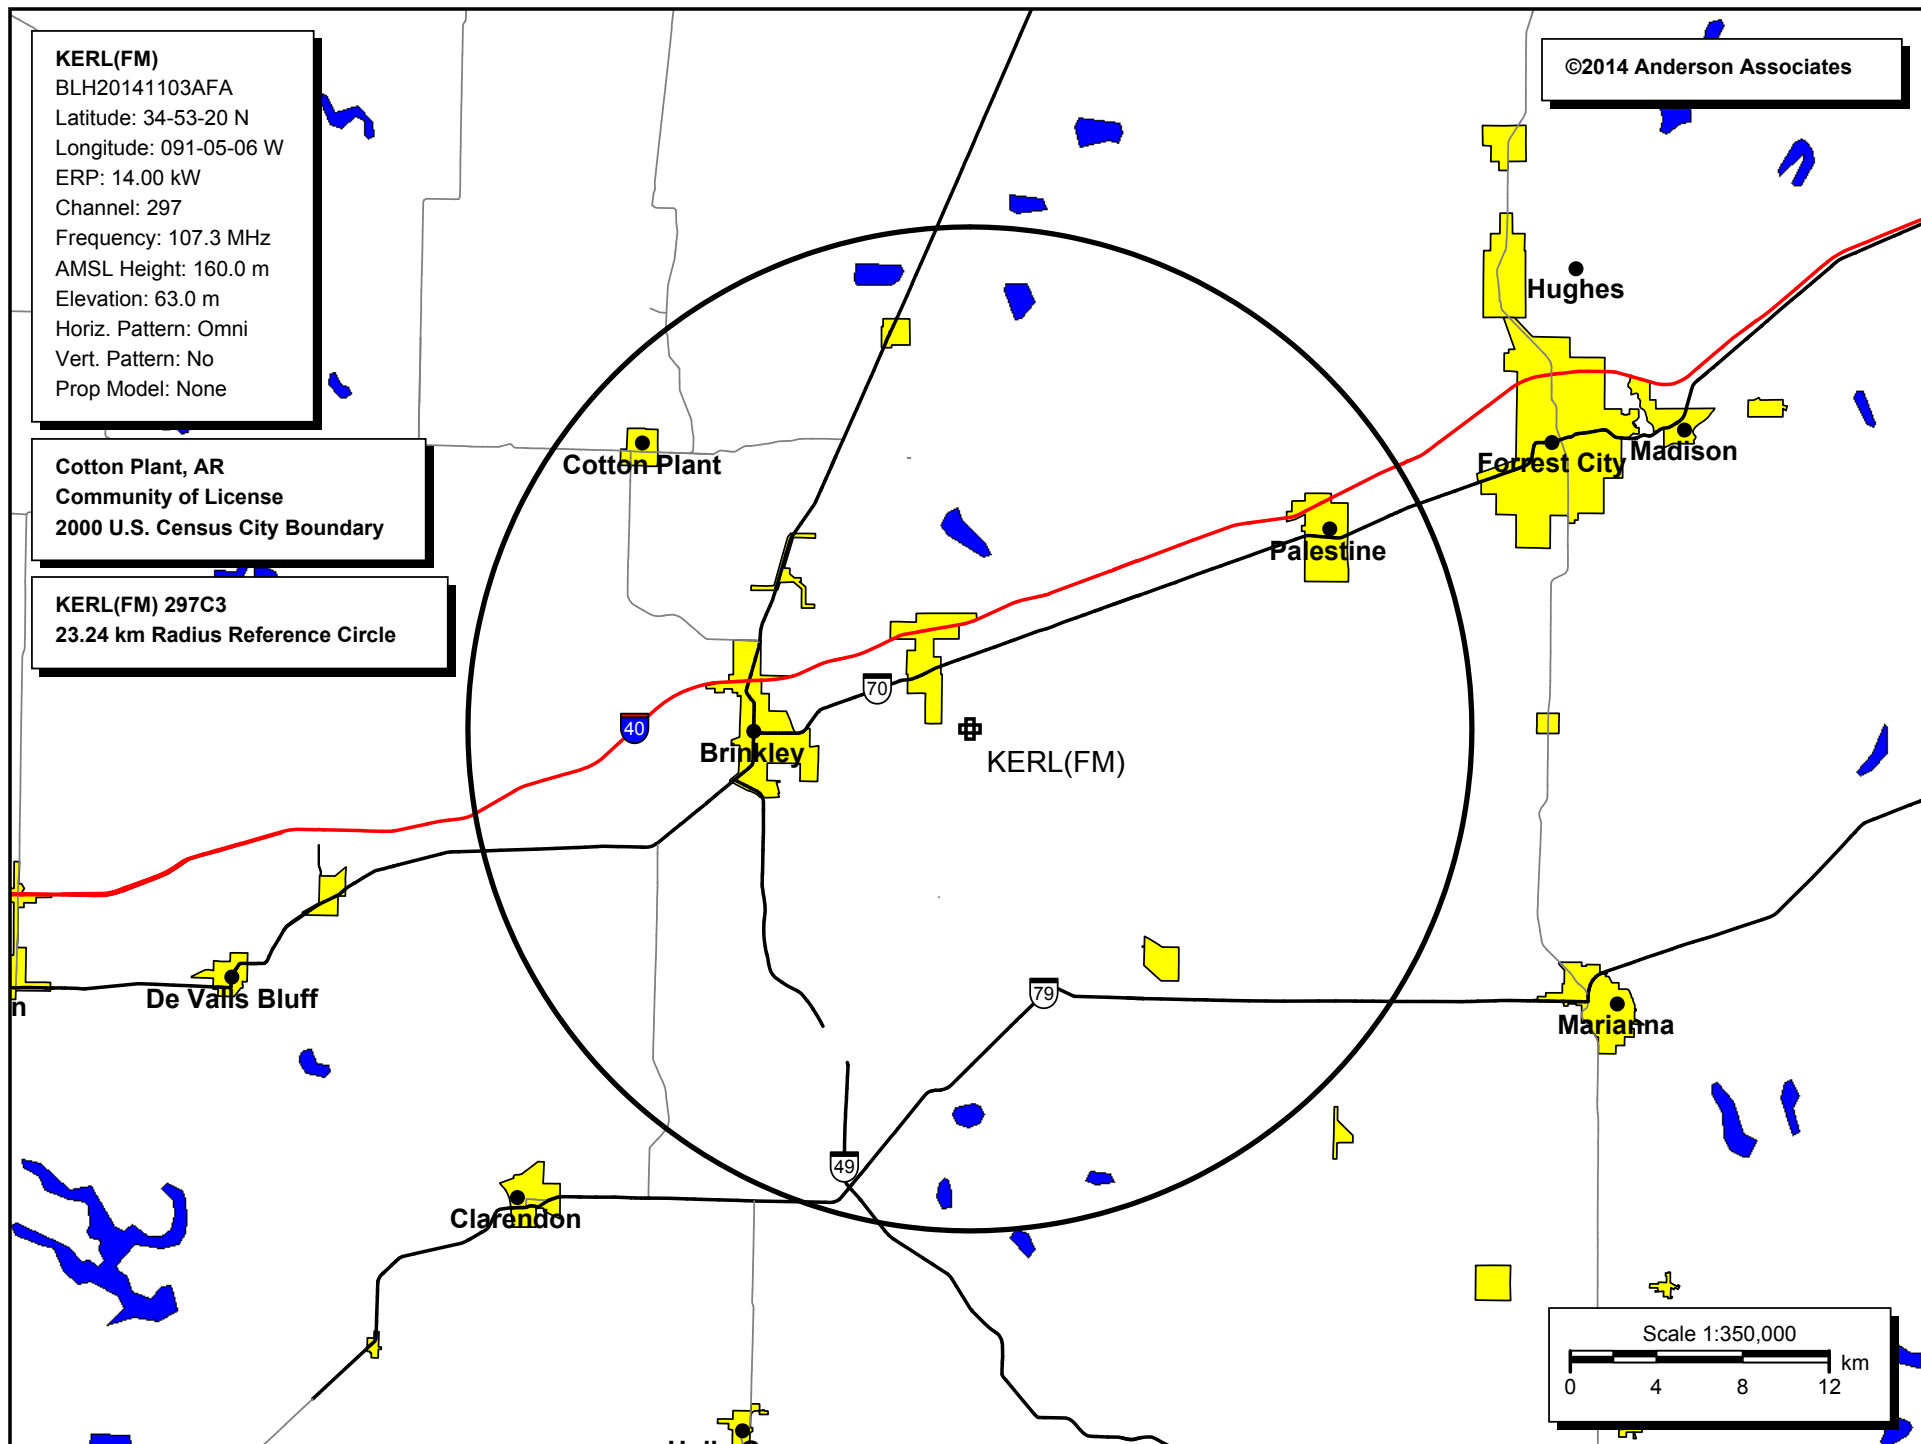 KERL(FM)
BLH20141103AFA
Latitude: 34-53-20 N
Longitude: 091-05-06 W
ERP: 14.00 kW
Channel: 297
Frequency: 107.3 MHz
AMSL Height: 160.0 m
Elevation: 63.0 m
Horiz. Pattern: Omni
Vert. Pattern: No
Prop Model: None
©2014 Anderson Associates
Cotton Plant, AR
Community of License
2000 U.S. Census City Boundary
KERL(FM) 297C3
23.24 km Radius Reference Circle
Hughes
Cotton Plant
Forrest City
Madison
Palestine
70
40
Brinkley
KERL(FM)
De Valls Bluff
n
79
Marianna
49
Clarendon
Scale 1:350,000
km
0 4 8 12